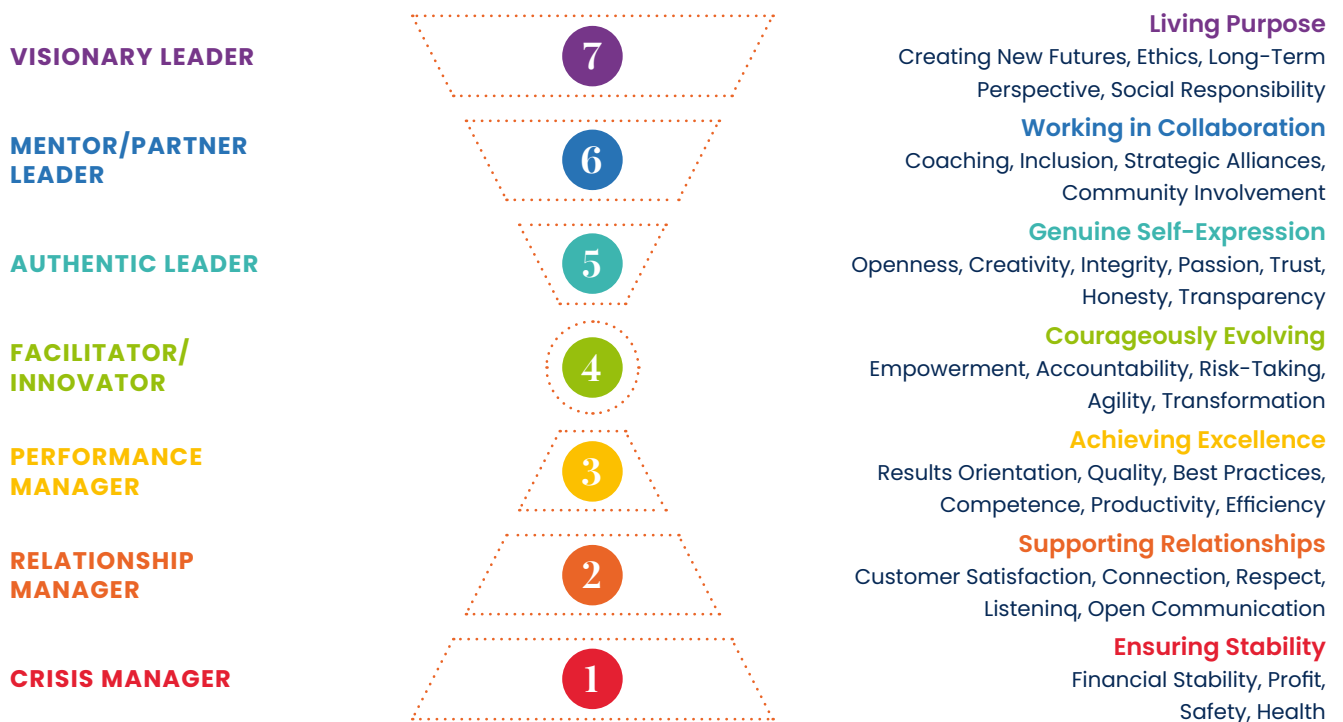 VISIONARY LEADER
7
Living Purpose
Creating New Futures, Ethics, Long-Term
Perspective, Social Responsibility
MENTOR/PARTNER
LEADER
6
Working in Collaboration
Coaching, Inclusion, Strategic Alliances,
Community Involvement
AUTHENTIC LEADER
5
Genuine Self-Expression
Openness, Creativity, Integrity, Passion, Trust,
Honesty, Transparency
FACILITATOR/
INNOVATOR
4
Courageously Evolving
Empowerment, Accountability, Risk-Taking,
Agility, Transformation
PERFORMANCE
MANAGER
3
Achieving Excellence
Results Orientation, Quality, Best Practices,
Competence, Productivity, Efficiency
RELATIONSHIP
MANAGER
2
Supporting Relationships
Customer Satisfaction, Connection, Respect,
Listening, Open Communication
CRISIS MANAGER
1
Ensuring Stability
Financial Stability, Profit,
Safety, Health